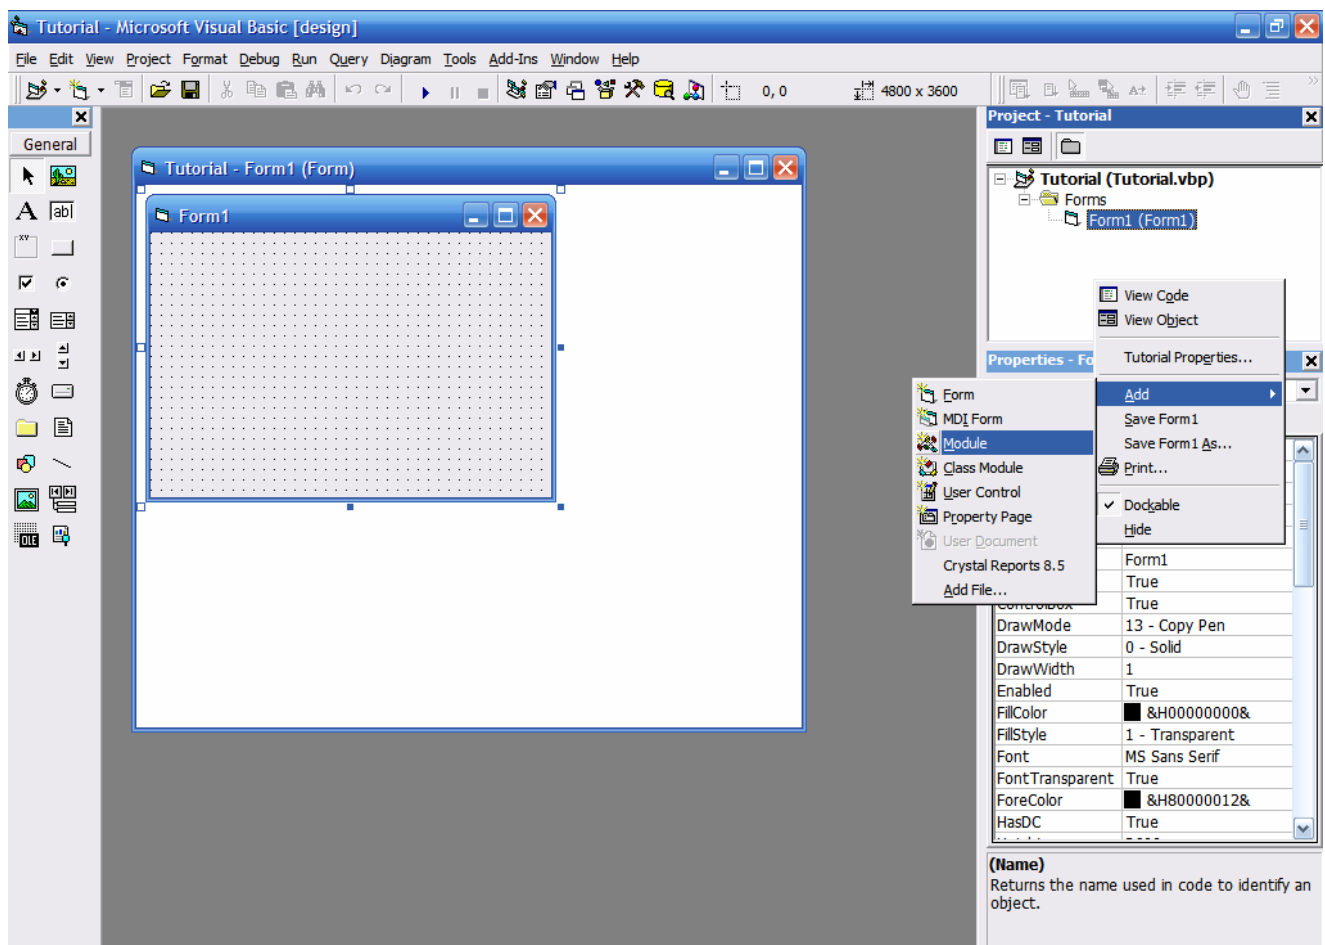 Tutorial - Microsoft Visual Basic [design]
File Edit View Project Format Debug Run Query Diagram Tools Add-Ins Window Help
0, 0 4800 x 3600
General
A ab|
XY
OLE
Tutorial - Form1 (Form)
Form1
Project - Tutorial
Tutorial (Tutorial.vbp)
Forms
Form1 (Form1)
View Code
View Object
Tutorial Properties...
Add
Save Form1
Save Form1 As...
Print...
Dockable
Hide
Form
MDI Form
Module
Class Module
User Control
Property Page
User Document
Crystal Reports 8.5
Add File...
Properties - Fo
Form1
True
ControlBox True
DrawMode 13 - Copy Pen
DrawStyle 0 - Solid
DrawWidth 1
Enabled True
FillColor &H00000000&
FillStyle 1 - Transparent
Font MS Sans Serif
FontTransparent True
ForeColor &H80000012&
HasDC True
(Name)
Returns the name used in code to identify an
object.